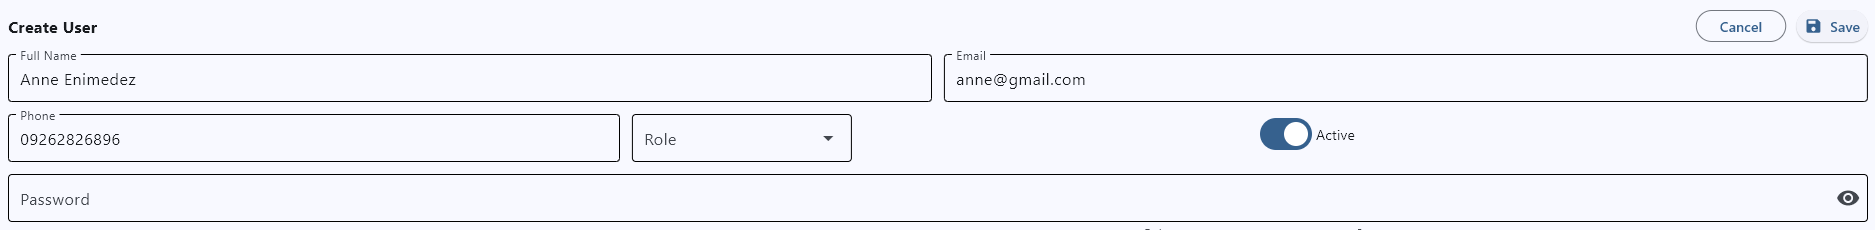 Create User
Cancel
Save
Full Name
Anne Enimedez
Email
anne@gmail.com
Phone
09262826896
Role
Active
Password